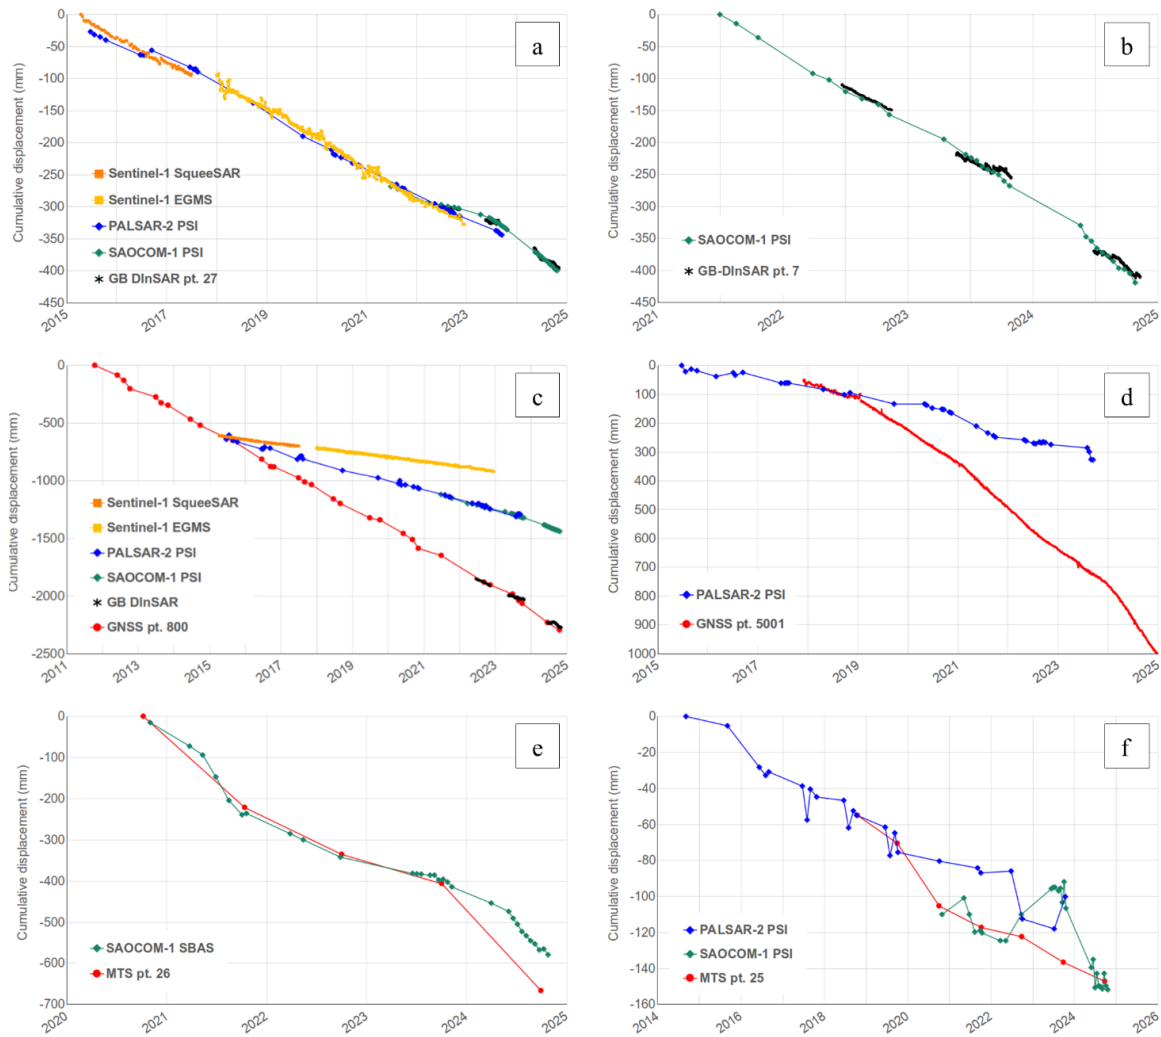 Cumulative displacement (mm)
0
-50
-100
-150
-200
-250
-300
-350
-400
-450
a
Sentinel-1 SqueeSAR
Sentinel-1 EGMS
PALSAR-2 PSI
SAOCOM-1 PSI
GB DInSAR pt. 27
2015 2017 2019 2021 2023 2025
Cumulative displacement (mm)
0
-50
-100
-150
-200
-250
-300
-350
-400
-450
b
SAOCOM-1 PSI
GB-DInSAR pt. 7
2021 2022 2023 2024 2025
Cumulative displacement (mm)
0
-500
-1000
-1500
-2000
-2500
c
Sentinel-1 SqueeSAR
Sentinel-1 EGMS
PALSAR-2 PSI
SAOCOM-1 PSI
GB DInSAR
GNSS pt. 800
2011 2013 2015 2017 2019 2021 2023 2025
Cumulative displacement (mm)
0
100
200
300
400
500
600
700
800
900
1000
d
PALSAR-2 PSI
GNSS pt. 5001
2015 2017 2019 2021 2023 2025
Cumulative displacement (mm)
0
-100
-200
-300
-400
-500
-600
-700
e
SAOCOM-1 SBAS
MTS pt. 26
2020 2021 2022 2023 2024 2025
Cumulative displacement (mm)
0
-20
-40
-60
-80
-100
-120
-140
-160
f
PALSAR-2 PSI
SAOCOM-1 PSI
MTS pt. 25
2014 2016 2018 2020 2022 2024 2026